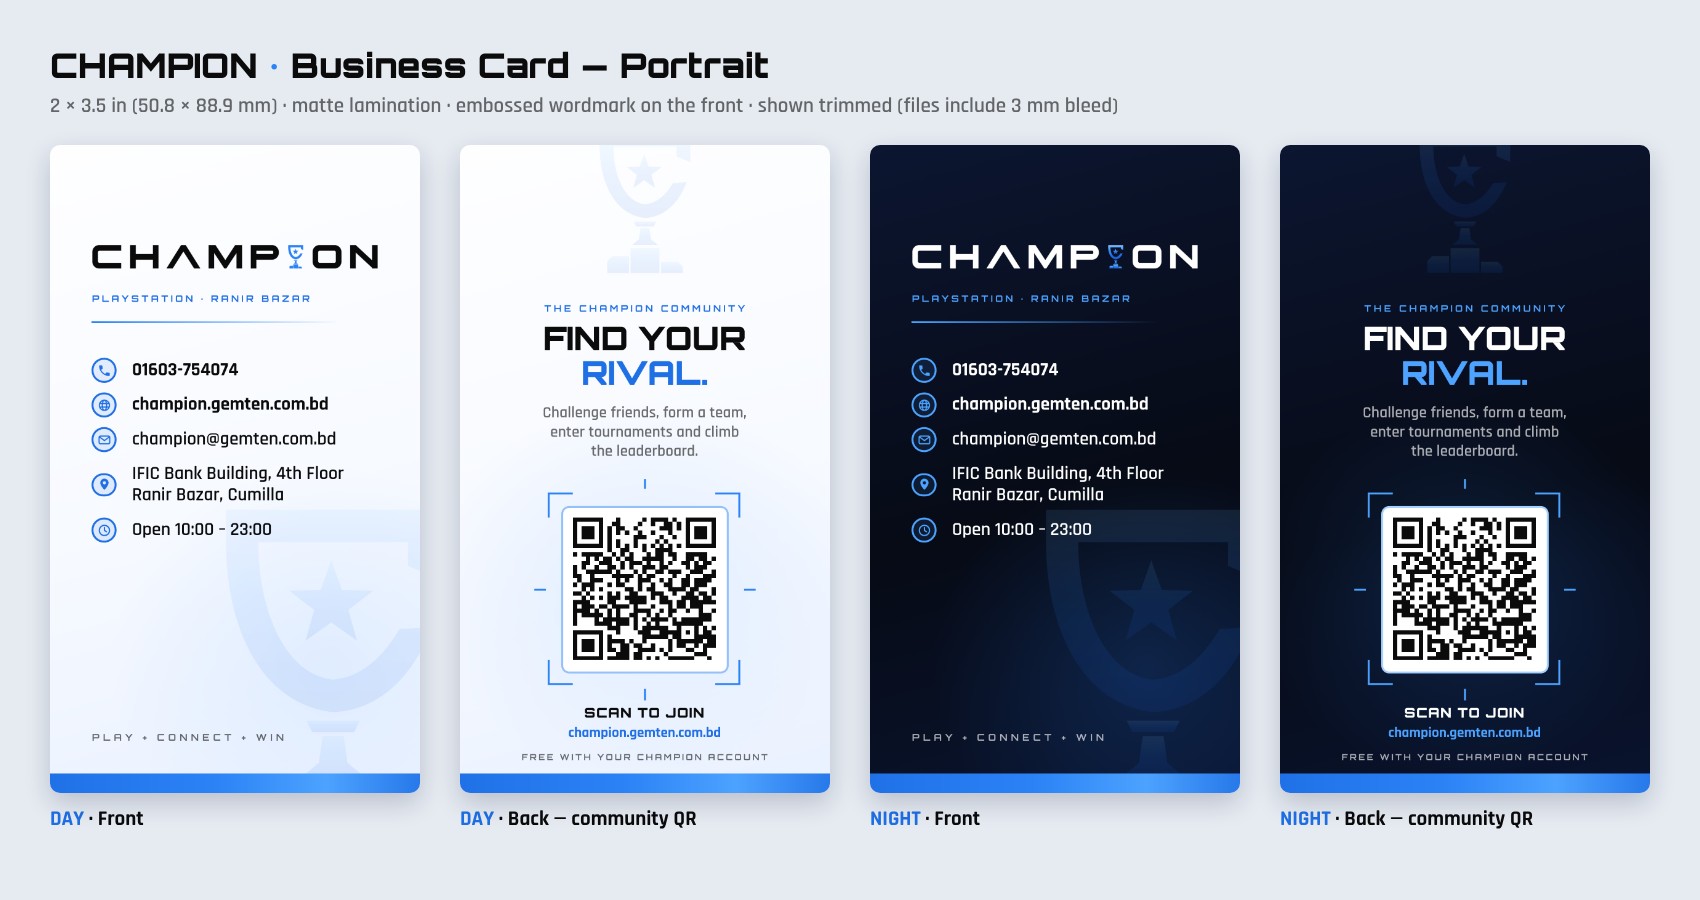 CHAMPION · Business Card – Portrait
2 × 3.5 in (50.8 × 88.9 mm) · matte lamination · embossed wordmark on the front · shown trimmed (files include 3 mm bleed)
CHAMPION
PLAYSTATION · RANIR BAZAR
01603-754074
champion.gemten.com.bd
champion@gemten.com.bd
IFIC Bank Building, 4th Floor
Ranir Bazar, Cumilla
Open 10:00 – 23:00
PLAY + CONNECT + WIN
DAY · Front
THE CHAMPION COMMUNITY
FIND YOUR
RIVAL.
Challenge friends, form a team,
enter tournaments and climb
the leaderboard.
SCAN TO JOIN
champion.gemten.com.bd
FREE WITH YOUR CHAMPION ACCOUNT
DAY · Back – community QR
CHAMPION
PLAYSTATION · RANIR BAZAR
01603-754074
champion.gemten.com.bd
champion@gemten.com.bd
IFIC Bank Building, 4th Floor
Ranir Bazar, Cumilla
Open 10:00 – 23:00
PLAY + CONNECT + WIN
NIGHT · Front
THE CHAMPION COMMUNITY
FIND YOUR
RIVAL.
Challenge friends, form a team,
enter tournaments and climb
the leaderboard.
SCAN TO JOIN
champion.gemten.com.bd
FREE WITH YOUR CHAMPION ACCOUNT
NIGHT · Back – community QR